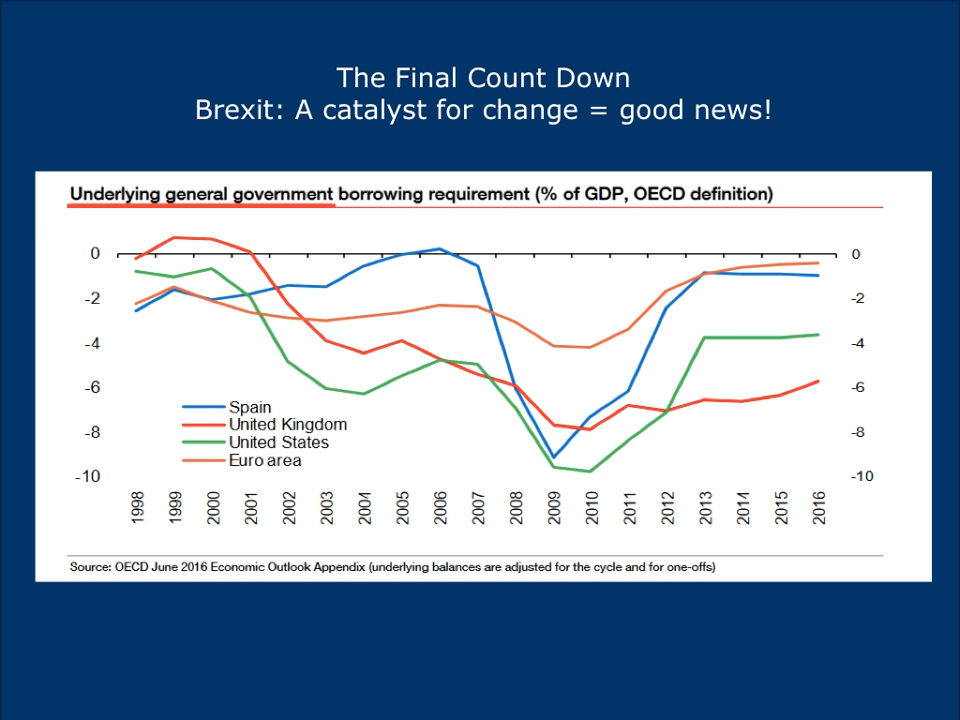 The Final Count Down
Brexit: A catalyst for change = good news!
Underlying general government borrowing requirement (% of GDP, OECD definition)
0 0
-2 -2
-4 -4
-6 -6
-8 -8
-10 -10
Spain
United Kingdom
United States
Euro area
1998 1999 2000 2001 2002 2003 2004 2005 2006 2007 2008 2009 2010 2011 2012 2013 2014 2015 2016
Source: OECD June 2016 Economic Outlook Appendix (underlying balances are adjusted for the cycle and for one-offs)